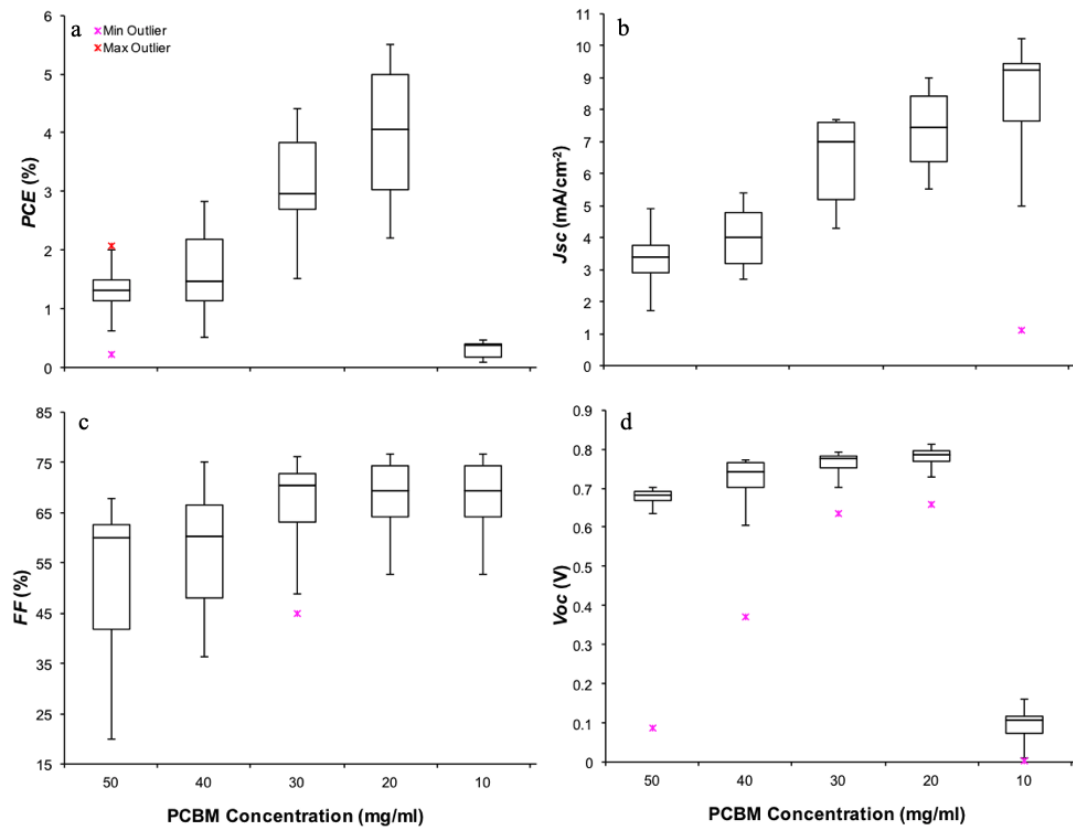 a
Min Outlier
Max Outlier
PCE (%)
6
5
4
3
2
1
0
b
Jsc (mA/cm-2)
11
10
9
8
7
6
5
4
3
2
1
0
c
FF (%)
85
75
65
55
45
35
25
15
50 40 30 20 10
PCBM Concentration (mg/ml)
d
Voc (V)
0.9
0.8
0.7
0.6
0.5
0.4
0.3
0.2
0.1
0
50 40 30 20 10
PCBM Concentration (mg/ml)